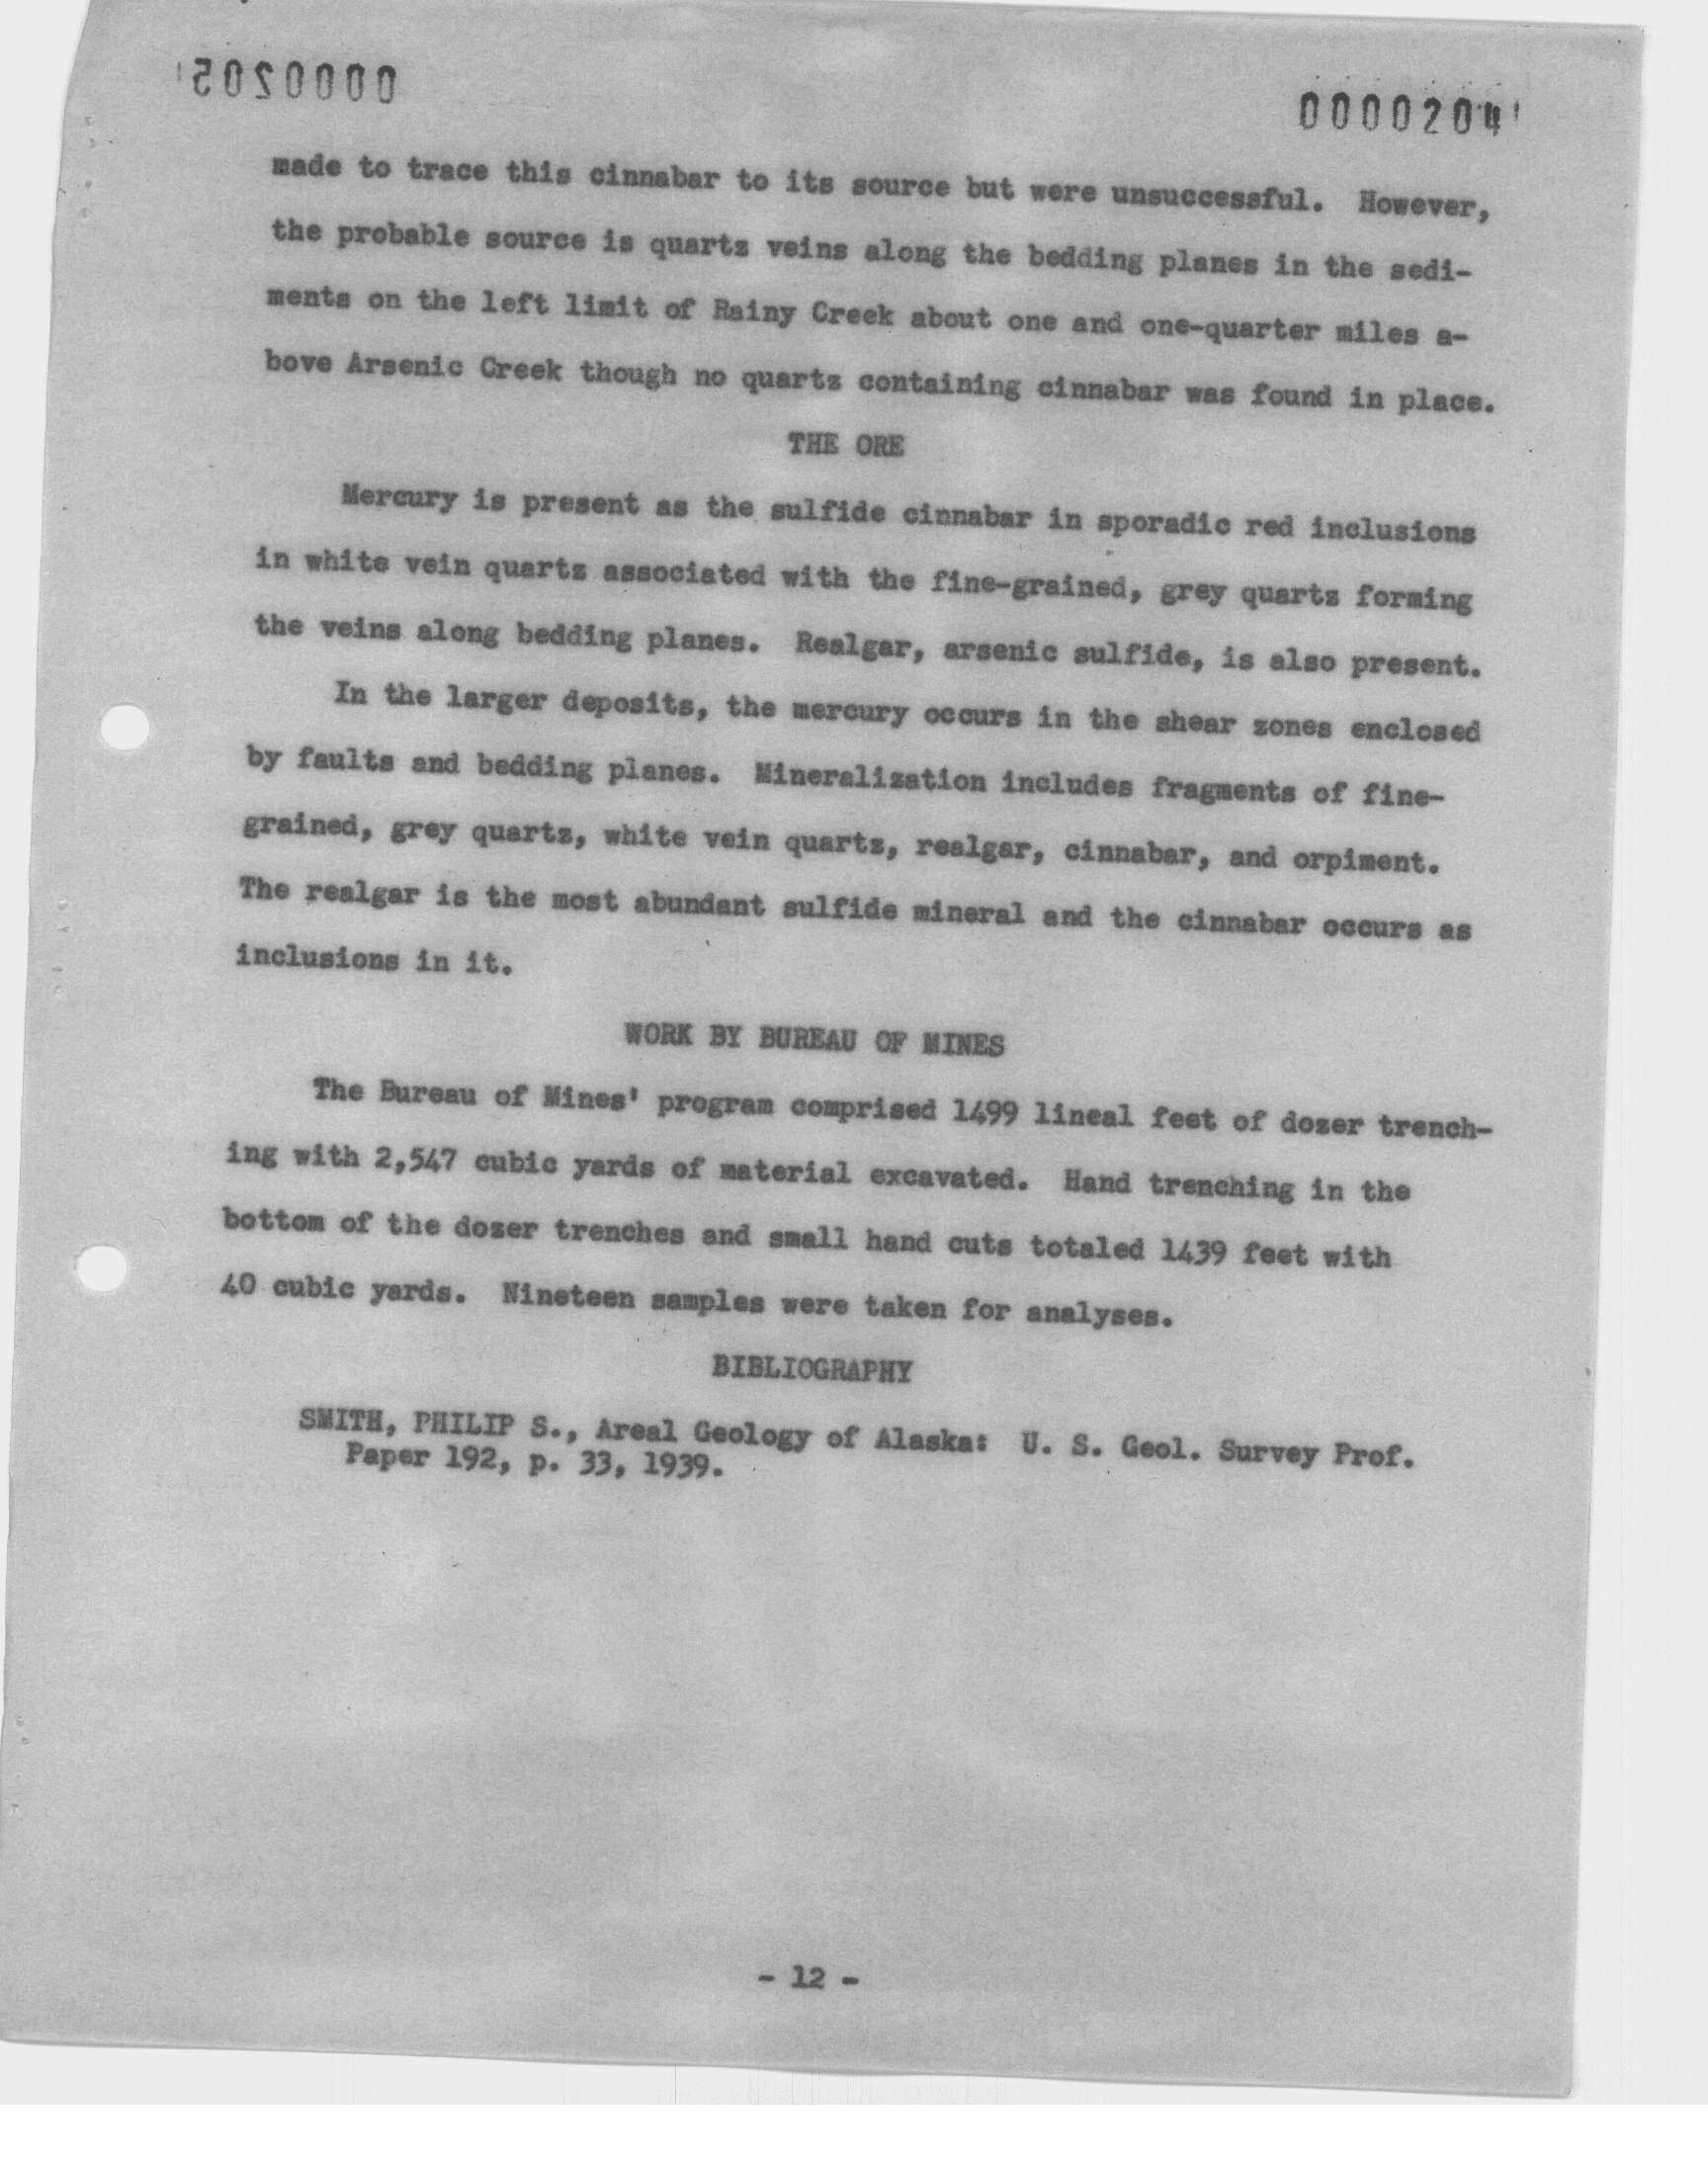 0000205
0000204
made to trace this cinnabar to its source but were unsuccessful. However,
the probable source is quartz veins along the bedding planes in the sedi-
ments on the left limit of Rainy Creek about one and one-quarter miles a-
bove Arsenic Creek though no quartz containing cinnabar was found in place.
THE ORE
Mercury is present as the sulfide cinnabar in sporadic red inclusions
in white vein quartz associated with the fine-grained, grey quartz forming
the veins along bedding planes. Realgar, arsenic sulfide, is also present.
In the larger deposits, the mercury occurs in the shear zones enclosed
by faults and bedding planes. Mineralization includes fragments of fine-
grained, grey quartz, white vein quartz, realgar, cinnabar, and orpiment.
The realgar is the most abundant sulfide mineral and the cinnabar occurs as
inclusions in it.
WORK BY BUREAU OF MINES
The Bureau of Mines' program comprised 1499 lineal feet of dozer trench-
ing with 2,547 cubic yards of material excavated. Hand trenching in the
bottom of the dozer trenches and small hand cuts totaled 1439 feet with
40 cubic yards. Nineteen samples were taken for analyses.
BIBLIOGRAPHY
SMITH, PHILIP S., Areal Geology of Alaska: U. S. Geol. Survey Prof.
Paper 192, p. 33, 1939.
- 12 -